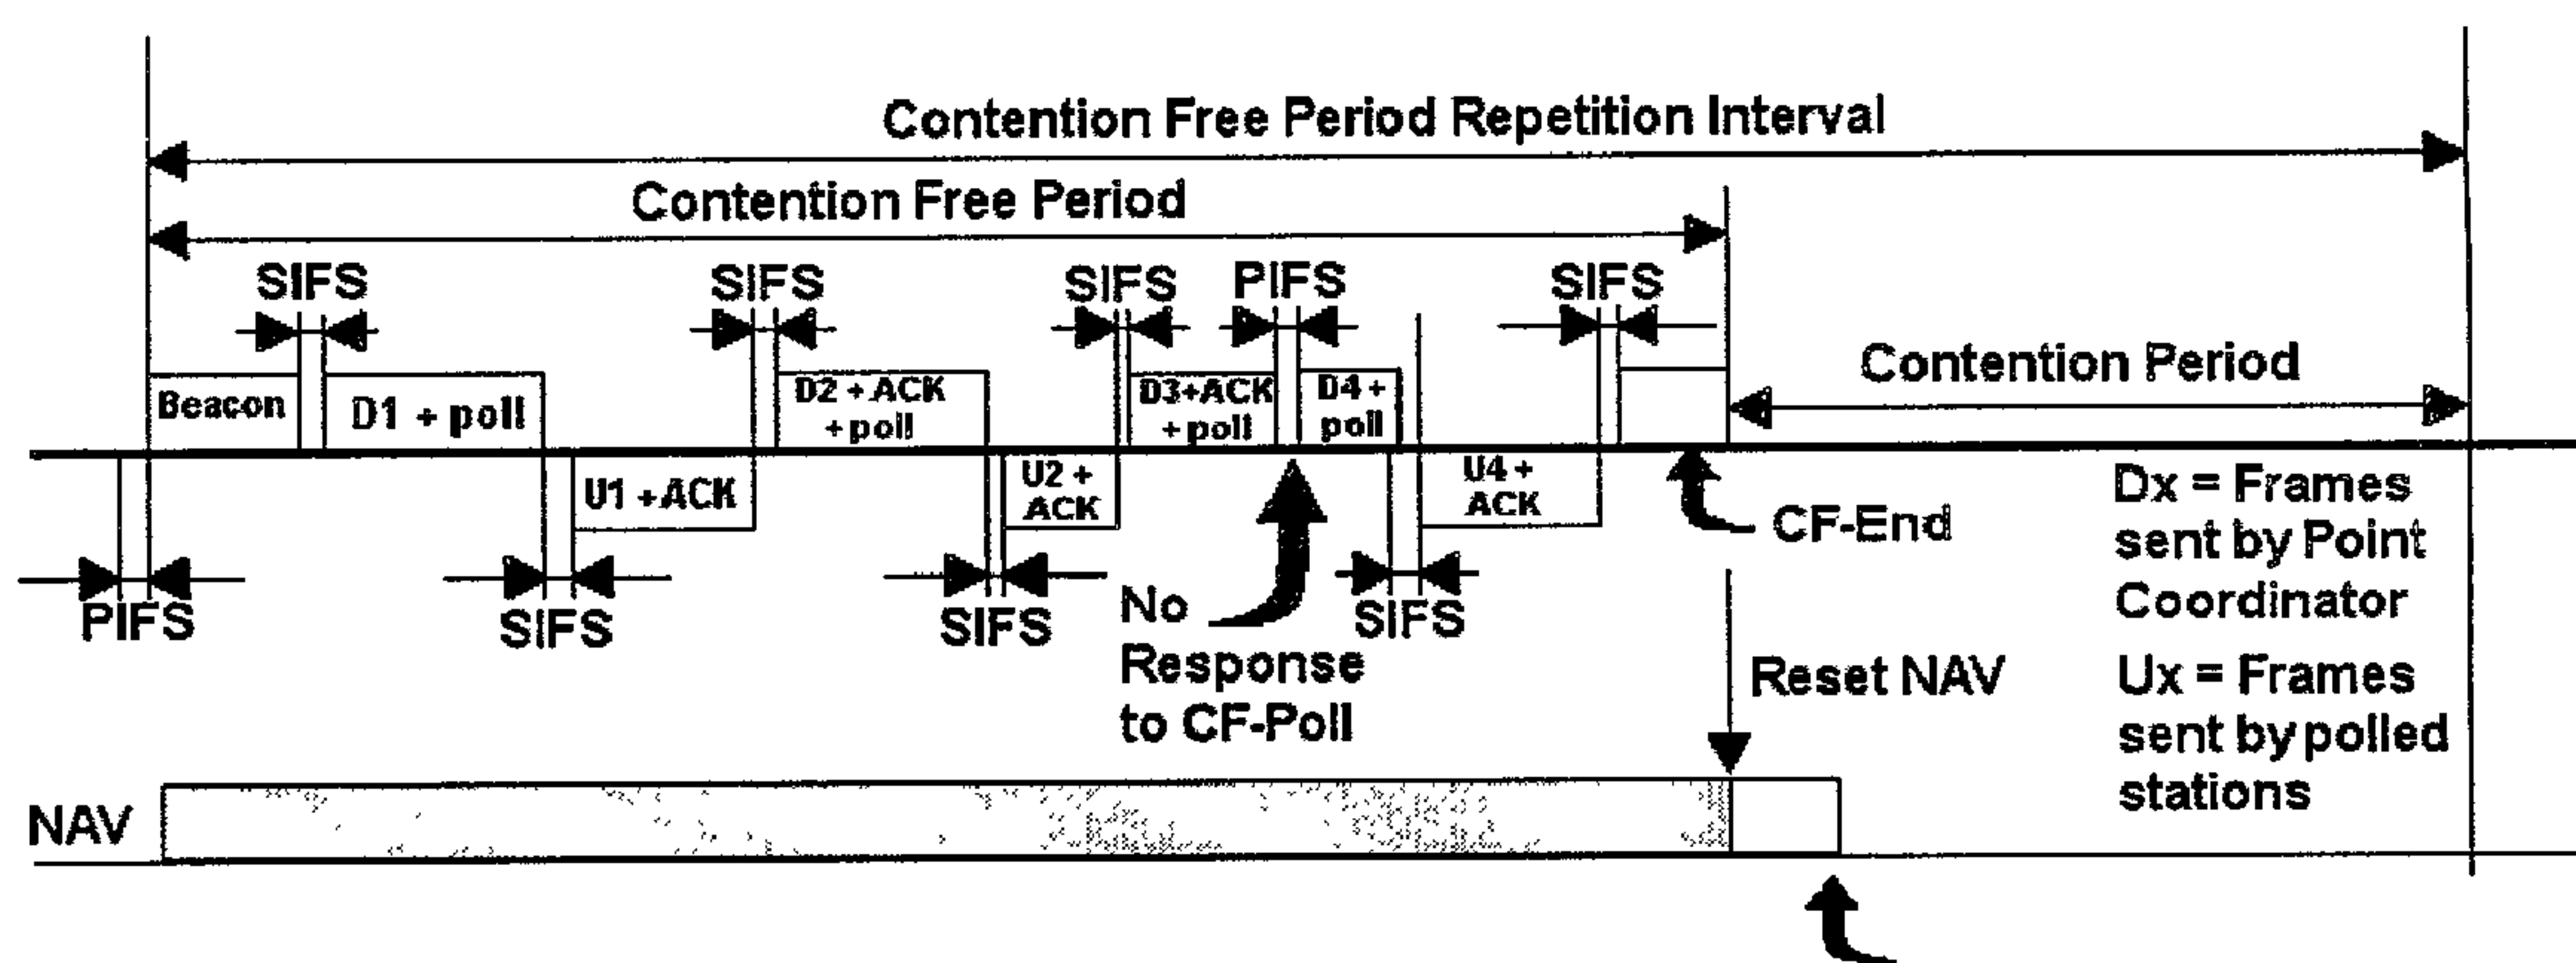 Contention Free Period Repetition Interval
Contention Free Period
SIFS
SIFS
SIFS
PIFS
SIFS
Contention Period
Beacon
D1 + poll
D2 + ACK
+ poll
D3+ACK
+ poll
D4 +
poll
U1 +ACK
U2 +
ACK
U4 +
ACK
CF-End
PIFS
SIFS
SIFS
SIFS
No
Response
to CF-Poll
Reset NAV
Dx = Frames
sent by Point
Coordinator
Ux = Frames
sent by polled
stations
NAV